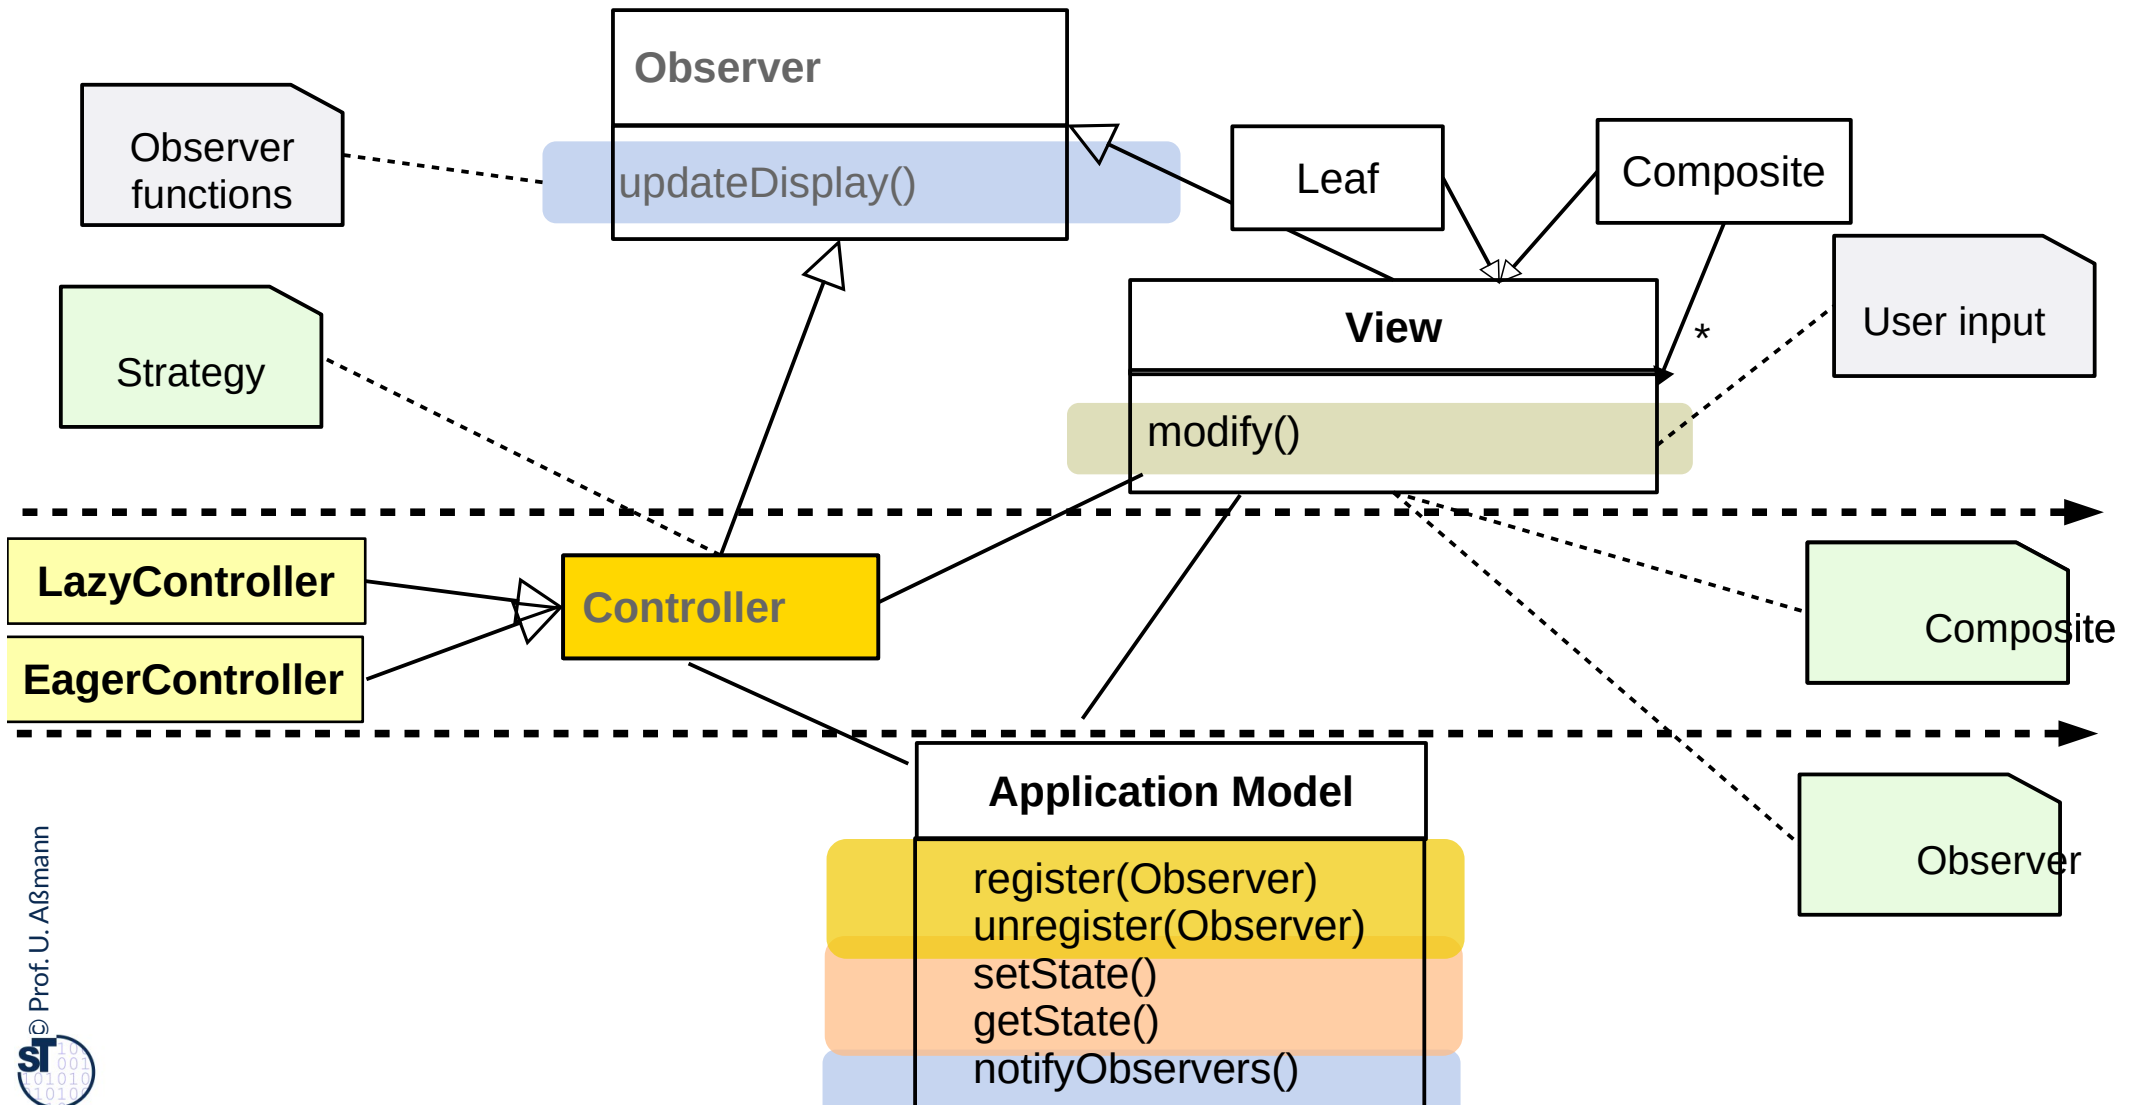 Observer
Observer
functions
updateDisplay()
Leaf
Composite
Strategy
View
*
User input
modify()
LazyController
Controller
EagerController
Composite
Application Model
register(Observer)
unregister(Observer)
setState()
getState()
notifyObservers()
Observer
© Prof. U. Aßmann
ST